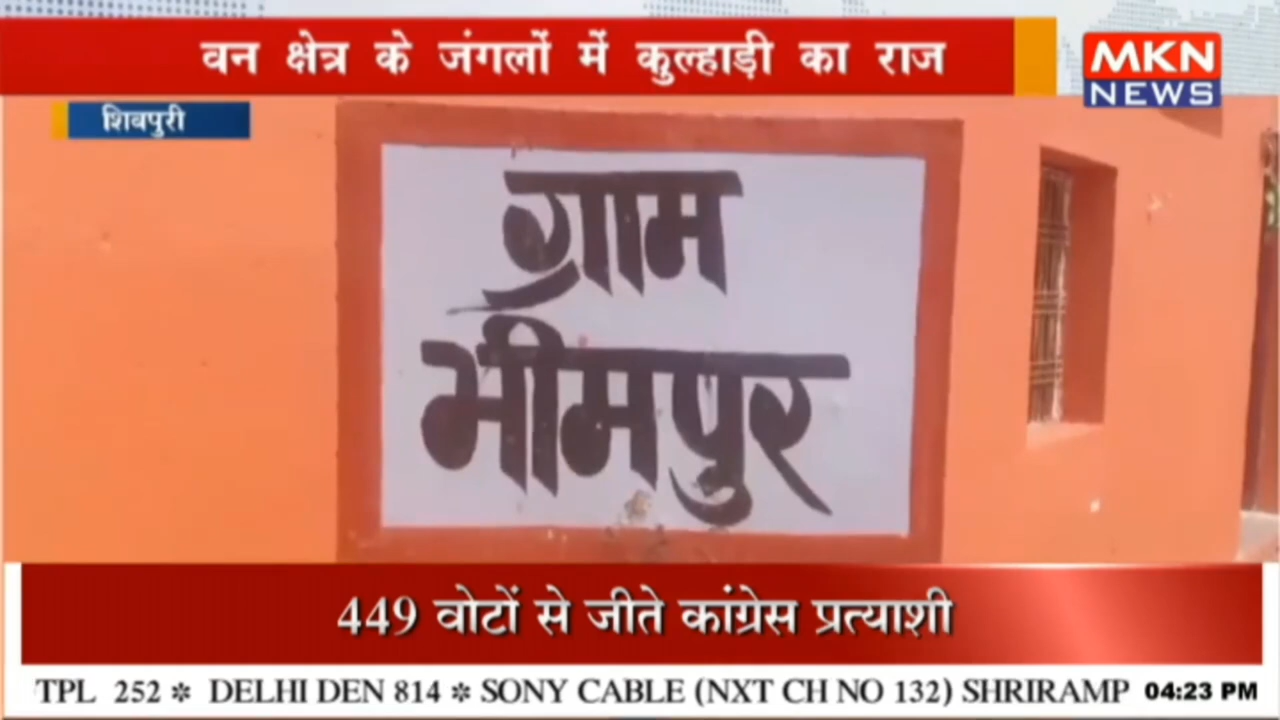 वन क्षेत्र के जंगलों में कुल्हाड़ी का राज
MKN
NEWS
शिवपुरी
ग्राम
भीमपुर
449 वोटों से जीते कांग्रेस प्रत्याशी
TPL 252 * DELHI DEN 814 * SONY CABLE (NXT CH NO 132) SHRIRAMP 04:23 PM